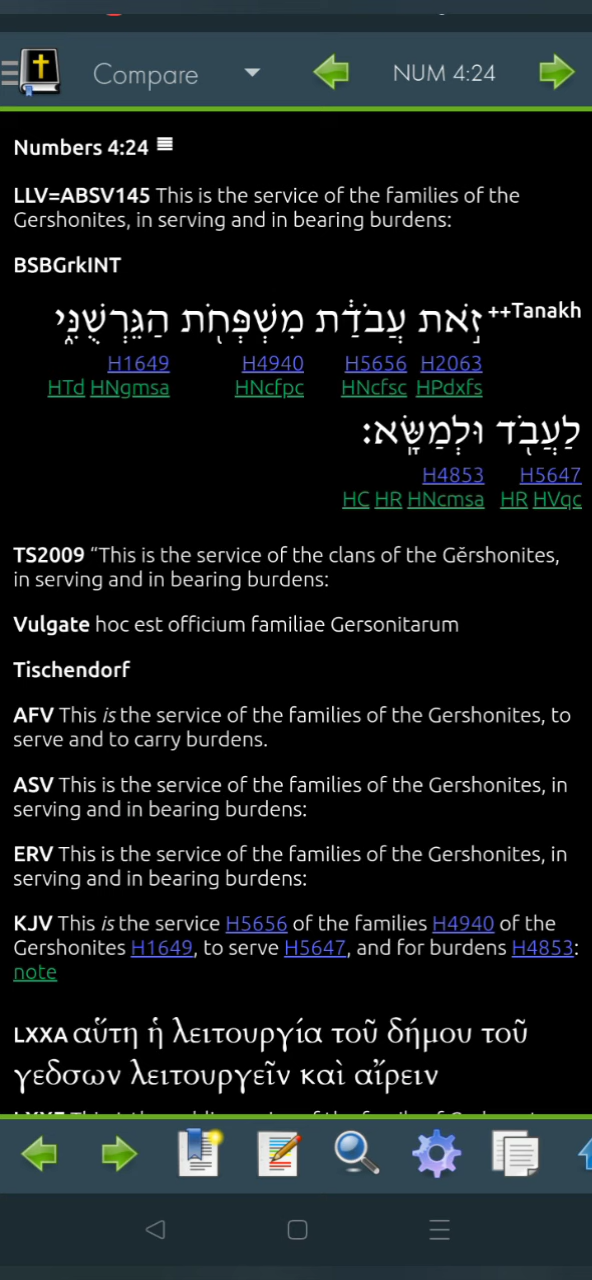 Compare
NUM 4:24
Numbers 4:24
LLV=ABSV145 This is the service of the families of the
Gershonites, in serving and in bearing burdens:
BSBGrkINT
++Tanakh זֹ֣את עֲבֹדַ֔ת מִשְׁפְּחֹ֖ת הַגֵּרְשֻׁנִּ֑י
H2063 H5656 H4940 H1649
HPdxfs HNcfsc HNcfpc HTd HNgmsa
לַעֲבֹ֖ד וּלְמַשָּֽׂא׃
H5647 H4853
HR HVqc HC HR HNcmsa
TS2009 “This is the service of the clans of the Gĕrshonites,
in serving and in bearing burdens:
Vulgate hoc est officium familiae Gersonitarum
Tischendorf
AFV This is the service of the families of the Gershonites, to
serve and to carry burdens.
ASV This is the service of the families of the Gershonites, in
serving and in bearing burdens:
ERV This is the service of the families of the Gershonites, in
serving and in bearing burdens:
KJV This is the service H5656 of the families H4940 of the
Gershonites H1649, to serve H5647, and for burdens H4853:
note
LXXA αὕτη ἡ λειτουργία τοῦ δήμου τοῦ
γεδσων λειτουργεῖν καὶ αἴρειν